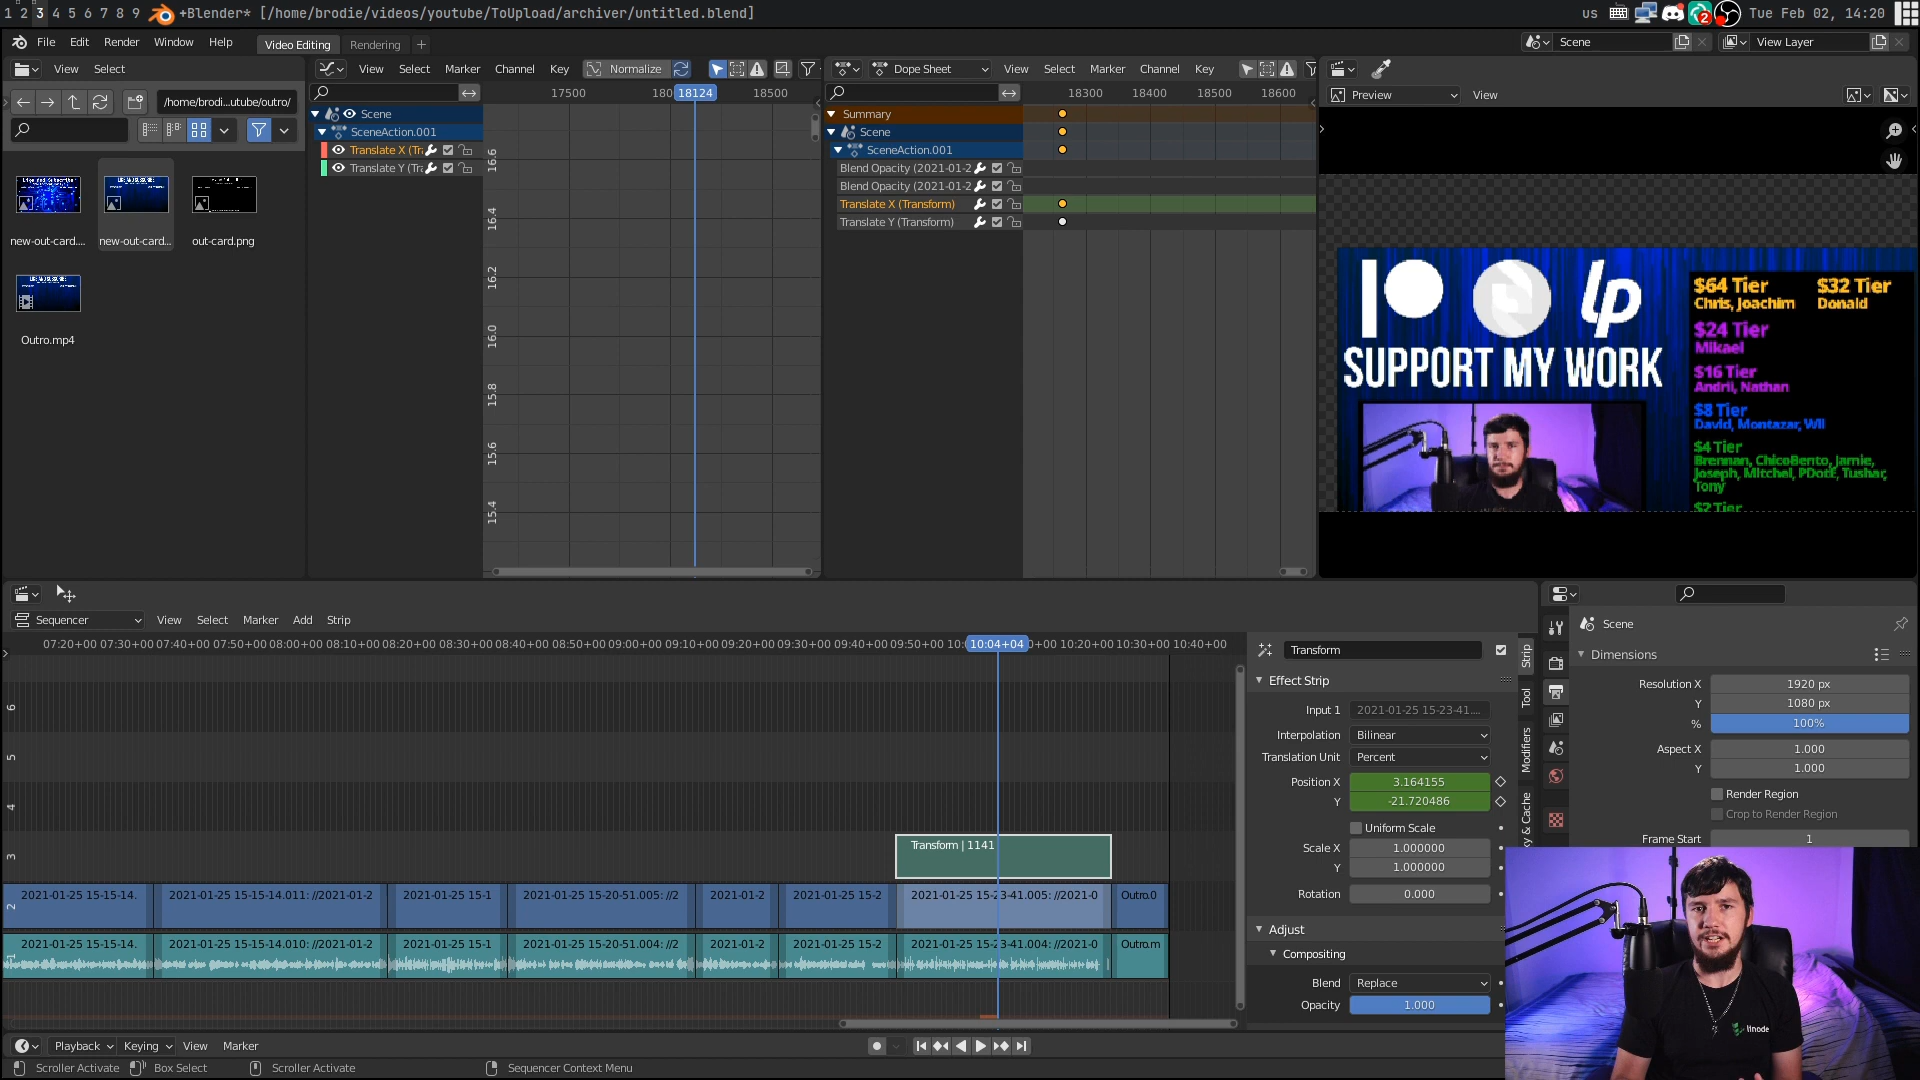 1 2 3 4 5 6 7 8 9 +Blender* [/home/brodie/videos/youtube/ToUpload/archiver/untitled.blend]
us 2 Tue Feb 02, 14:20
File Edit Render Window Help Video Editing Rendering +
Scene View Layer
View Select
/home/brodi...utube/outro/
new-out-card....
new-out-card...
out-card.png
Outro.mp4
View Select Marker Channel Key Normalize
17500 180 18124 18500
Scene
SceneAction.001
Translate X (Tr
Translate Y (Tr
16.6
16.4
16.2
16.0
15.8
15.6
15.4
Dope Sheet View Select Marker Channel Key
18300 18400 18500 18600
Summary
Scene
SceneAction.001
Blend Opacity (2021-01-2
Blend Opacity (2021-01-2
Translate X (Transform)
Translate Y (Transform)
Preview View
lp
SUPPORT MY WORK
$64 Tier $32 Tier
Chris, Joachim Donald
$24 Tier
Mikael
$16 Tier
Andrii, Nathan
$8 Tier
David, Montazar, Will
$4 Tier
Brennan, ChicoBento, Jamie,
Joseph, Mitchel, PDott, Tushar,
Tony
$2 Tier
Sequencer View Select Marker Add Strip
07:20+00 07:30+00 07:40+00 07:50+00 08:00+00 08:10+00 08:20+00 08:30+00 08:40+00 08:50+00 09:00+00 09:10+00 09:20+00 09:30+00 09:40+00 09:50+00 10: 10:04+04 0+00 10:20+00 10:30+00 10:40+00
6
5
4
3
Transform | 1141
2
2021-01-25 15-15-14. 2021-01-25 15-15-14.011: //2021-01-2 2021-01-25 15-1 2021-01-25 15-20-51.005: //2 2021-01-2 2021-01-25 15-2 2021-01-25 15-23-41.005: //2021-0 Outro.0
1
2021-01-25 15-15-14. 2021-01-25 15-15-14.010: //2021-01-2 2021-01-25 15-1 2021-01-25 15-20-51.004: //2 2021-01-2 2021-01-25 15-2 2021-01-25 15-23-41.004: //2021-0 Outro.m
Transform
Effect Strip
Input 1 2021-01-25 15-23-41....
Interpolation Bilinear
Translation Unit Percent
Position X 3.164155
Y -21.720486
Uniform Scale
Scale X 1.000000
Y 1.000000
Rotation 0.000
Adjust
Compositing
Blend Replace
Opacity 1.000
Strip
Tool
Modifiers
y & Cache
Scene
Dimensions
Resolution X 1920 px
Y 1080 px
% 100%
Aspect X 1.000
Y 1.000
Render Region
Crop to Render Region
Frame Start 1
linode
Playback Keying View Marker
Scroller Activate Box Select Scroller Activate Sequencer Context Menu